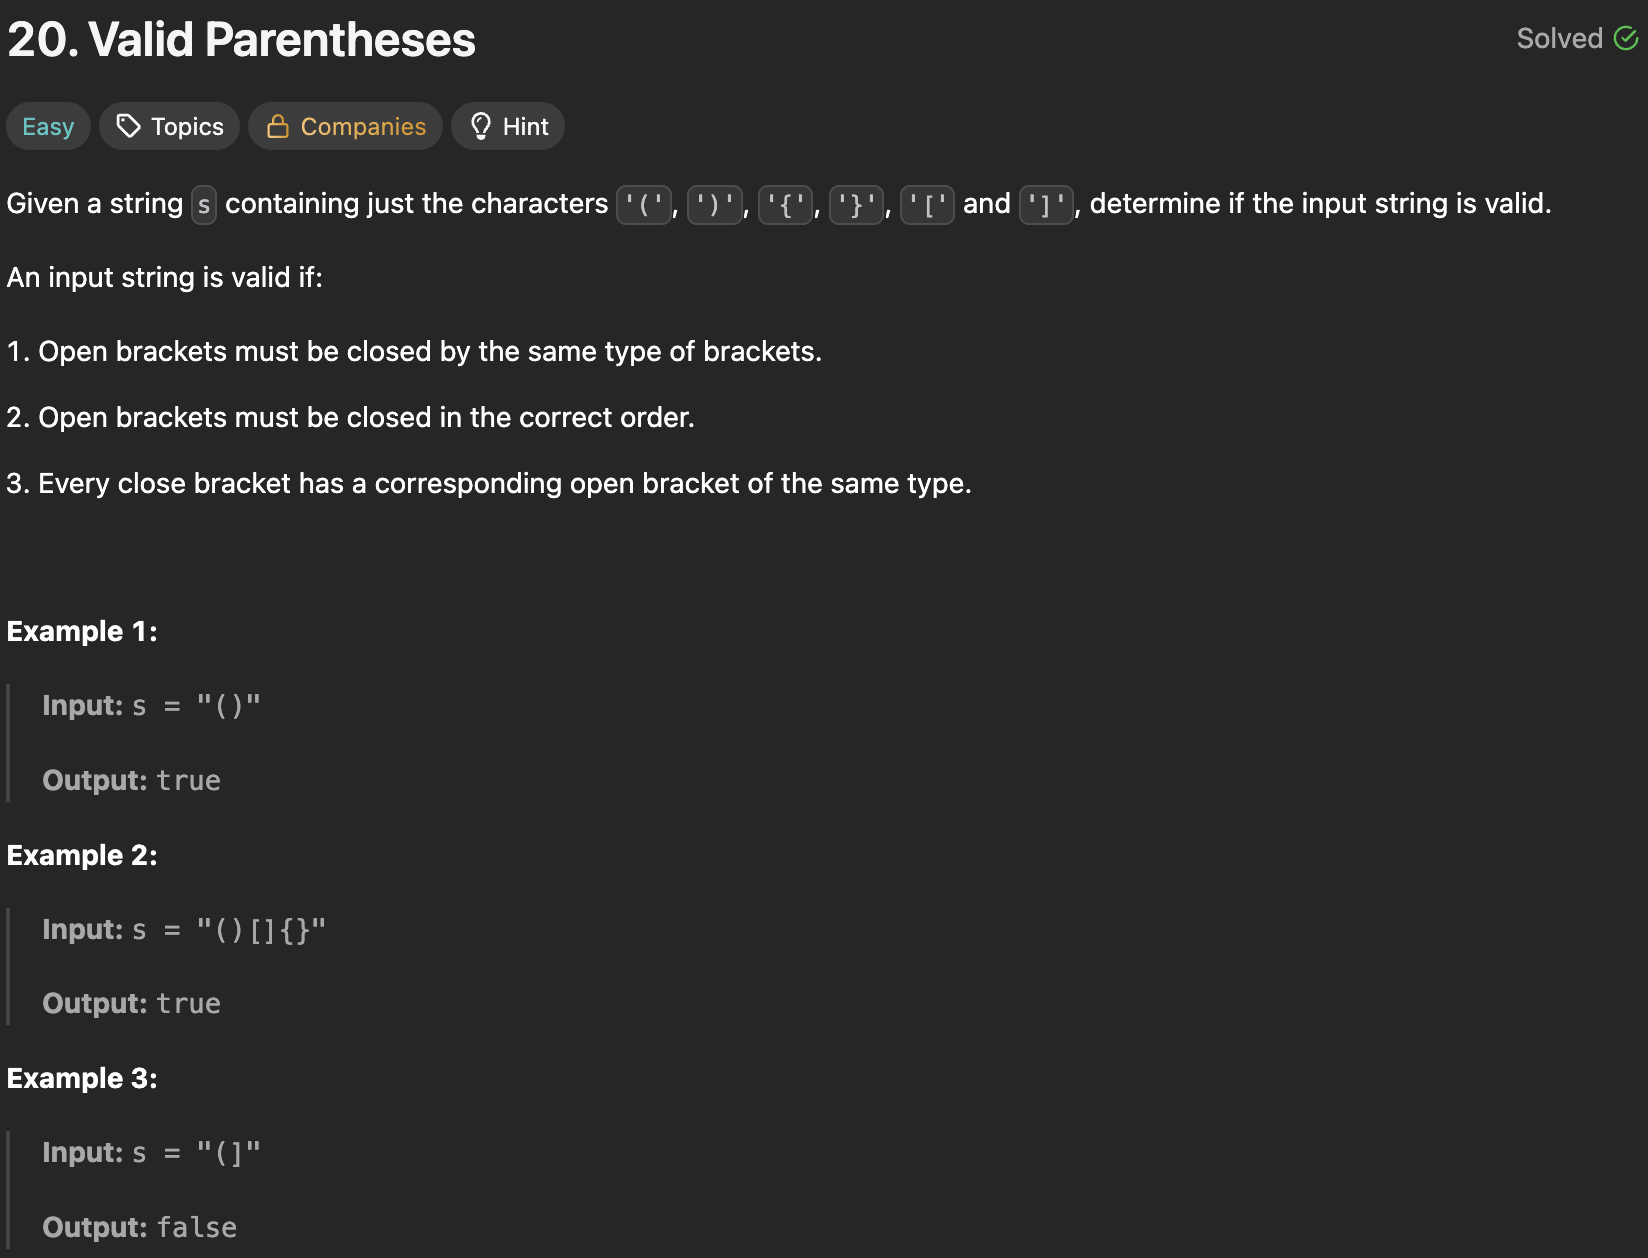 20. Valid Parentheses
Solved
Easy
Topics
Companies
Hint
Given a string s containing just the characters '(', ')', '{', '}', '[' and ']', determine if the input string is valid.
An input string is valid if:
1. Open brackets must be closed by the same type of brackets.
2. Open brackets must be closed in the correct order.
3. Every close bracket has a corresponding open bracket of the same type.
Example 1:
Input: s = "()"
Output: true
Example 2:
Input: s = "()[]{}"
Output: true
Example 3:
Input: s = "(]"
Output: false